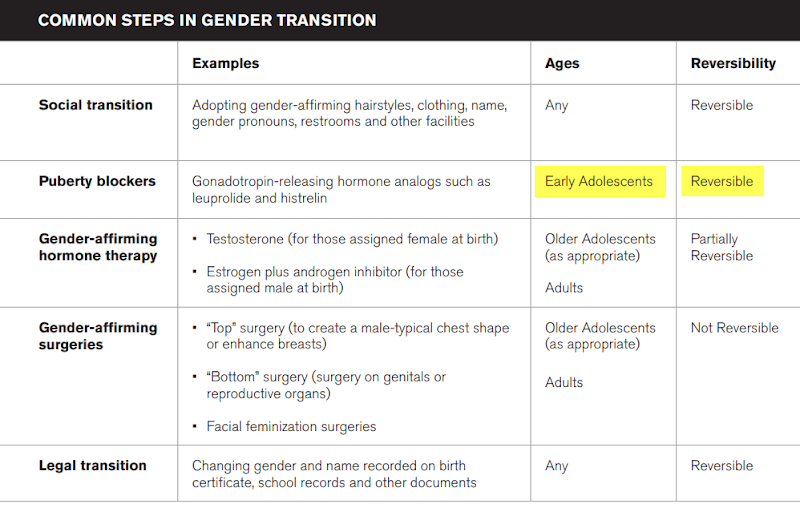 COMMON STEPS IN GENDER TRANSITION
Examples
Ages
Reversibility
Social transition
Adopting gender-affirming hairstyles, clothing, name,
gender pronouns, restrooms and other facilities
Any
Reversible
Puberty blockers
Gonadotropin-releasing hormone analogs such as
leuprolide and histrelin
Early Adolescents
Reversible
Gender-affirming
hormone therapy
• Testosterone (for those assigned female at birth)
• Estrogen plus androgen inhibitor (for those
assigned male at birth)
Older Adolescents
(as appropriate)
Adults
Partially
Reversible
Gender-affirming
surgeries
• “Top” surgery (to create a male-typical chest shape
or enhance breasts)
• “Bottom” surgery (surgery on genitals or
reproductive organs)
• Facial feminization surgeries
Older Adolescents
(as appropriate)
Adults
Not Reversible
Legal transition
Changing gender and name recorded on birth
certificate, school records and other documents
Any
Reversible